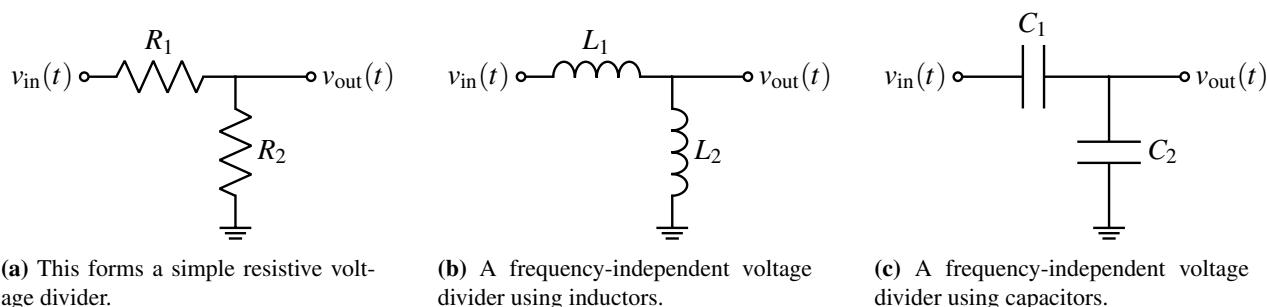 R1
vin(t)
vout(t)
R2
(a) This forms a simple resistive volt-
age divider.
L1
vin(t)
vout(t)
L2
(b) A frequency-independent voltage
divider using inductors.
C1
vin(t)
vout(t)
C2
(c) A frequency-independent voltage
divider using capacitors.